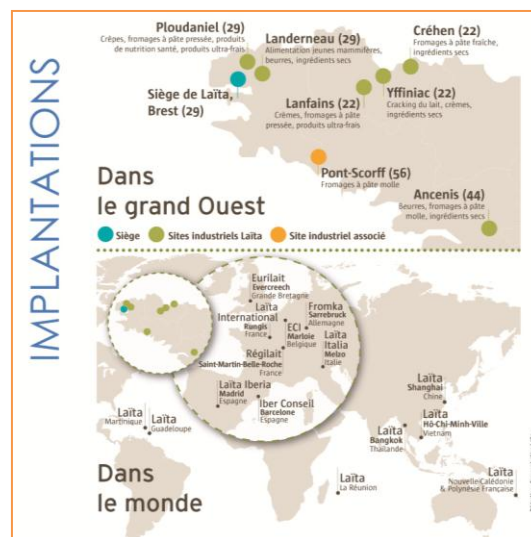 IMPLANTATIONS
Ploudaniel (29)
Crêpes, fromages à pâte pressée, produits
de nutrition santé, produits ultra-frais
Landerneau (29)
Alimentation jeunes mammifères,
beurres, ingrédients secs
Créhen (22)
Fromages à pâte fraîche,
ingrédients secs
Siège de Laïta,
Brest (29)
Lanfains (22)
Crèmes, fromages à pâte
pressée, produits ultra-frais
Yffiniac (22)
Cracking du lait, crèmes,
ingrédients secs
Pont-Scorff (56)
Fromages à pâte molle
Ancenis (44)
Beurres, fromages à pâte
molle, ingrédients secs
Dans
le grand Ouest
Siège
Sites industriels Laïta
Site industriel associé
Eurilait
Evercreech
Grande Bretagne
Laïta
International
Rungis
France
ECI
Marloie
Belgique
Fromka
Sarrebruck
Allemagne
Laïta
Italia
Melzo
Italie
Régilait
Saint-Martin-Belle-Roche
France
Laïta Iberia
Madrid
Espagne
Iber Conseil
Barcelone
Espagne
Laïta
Martinique
Laïta
Guadeloupe
Laïta
Shanghai
Chine
Laïta
Hô-Chi-Minh-Ville
Vietnam
Laïta
Bangkok
Thaïlande
Laïta
La Réunion
Laïta
Nouvelle Calédonie
& Polynésie Française
Dans
le monde